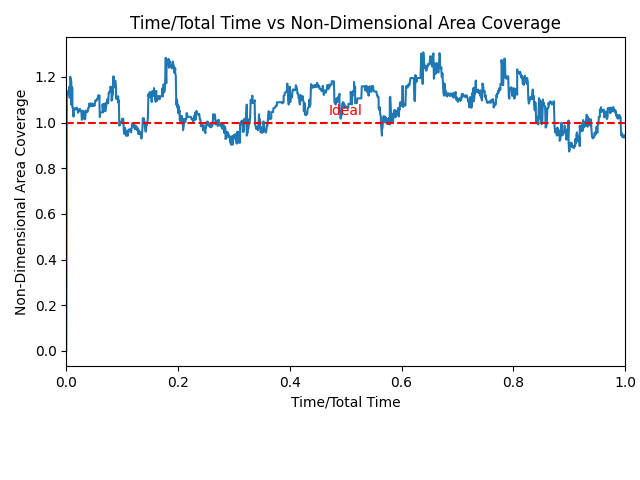 Time/Total Time vs Non-Dimensional Area Coverage
Non-Dimensional Area Coverage
1.2
1.0
0.8
0.6
0.4
0.2
0.0
Ideal
0.0 0.2 0.4 0.6 0.8 1.0
Time/Total Time